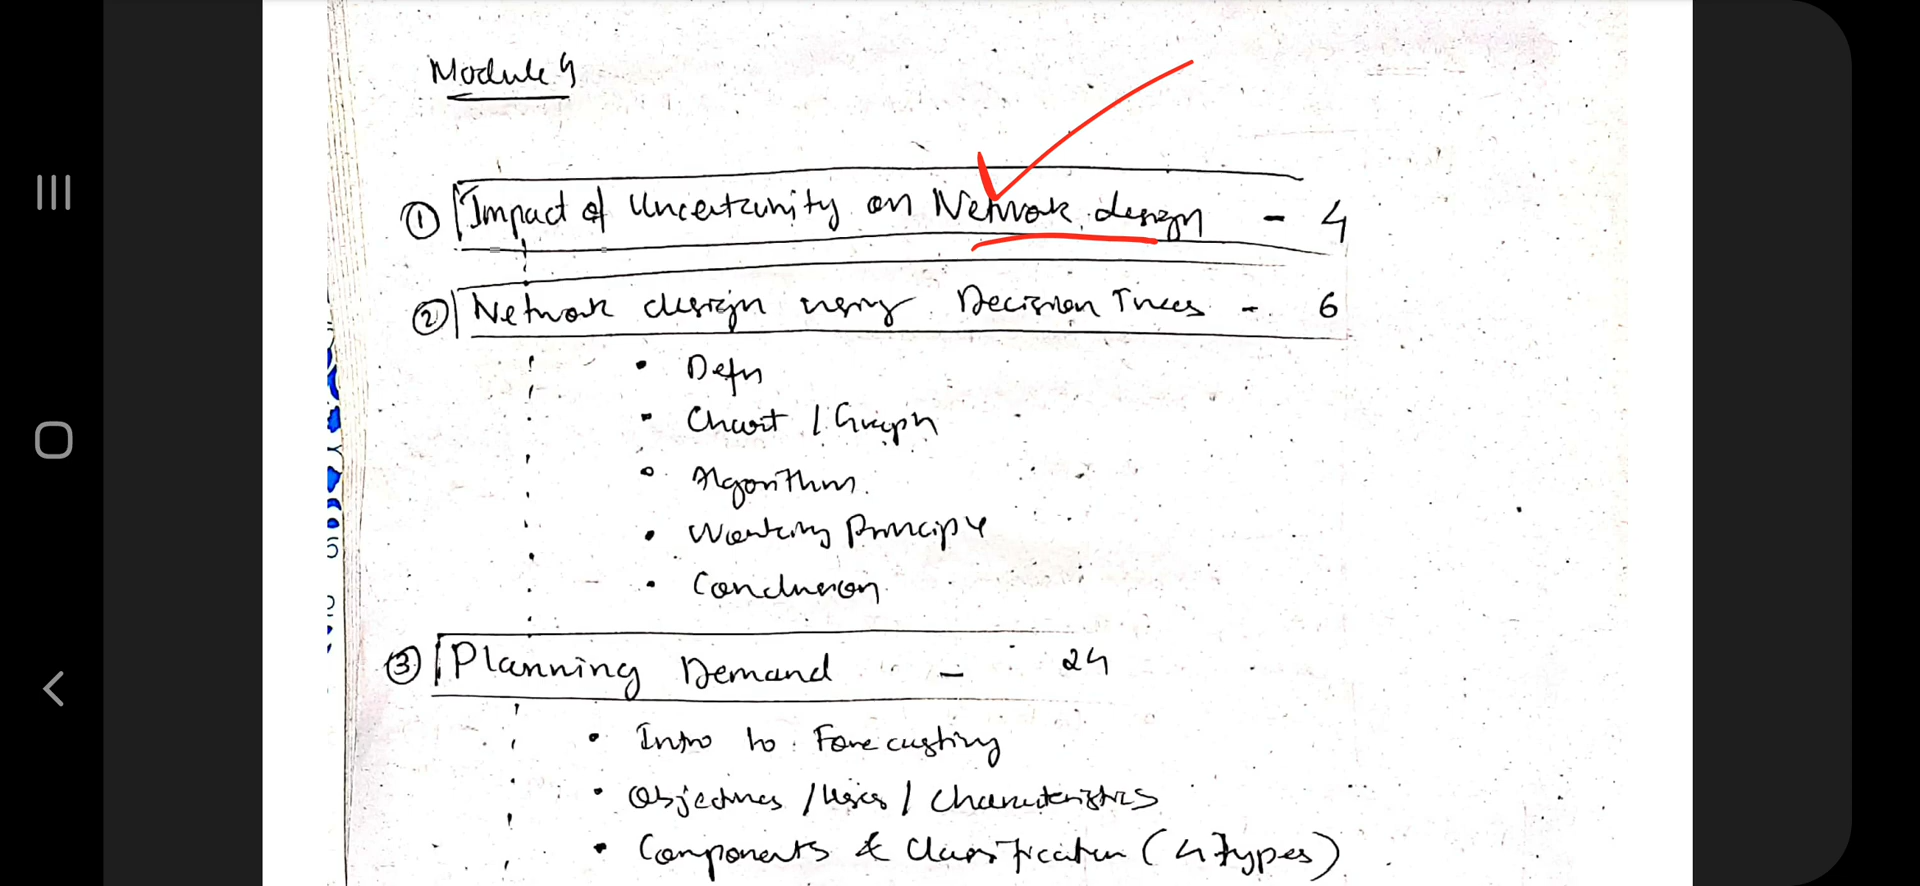 Module 4
① Impact of Uncertainity on Network design - 4
② Network design using Decision Trees - 6
• Defn
• Chart / Graph
• Algorithm.
• Working Principle
• Conclusion
③ Planning Demand - 24
• Intro to Forecasting
• Objectives / Uses / Characteristics
• Components & Classification (4 Types)